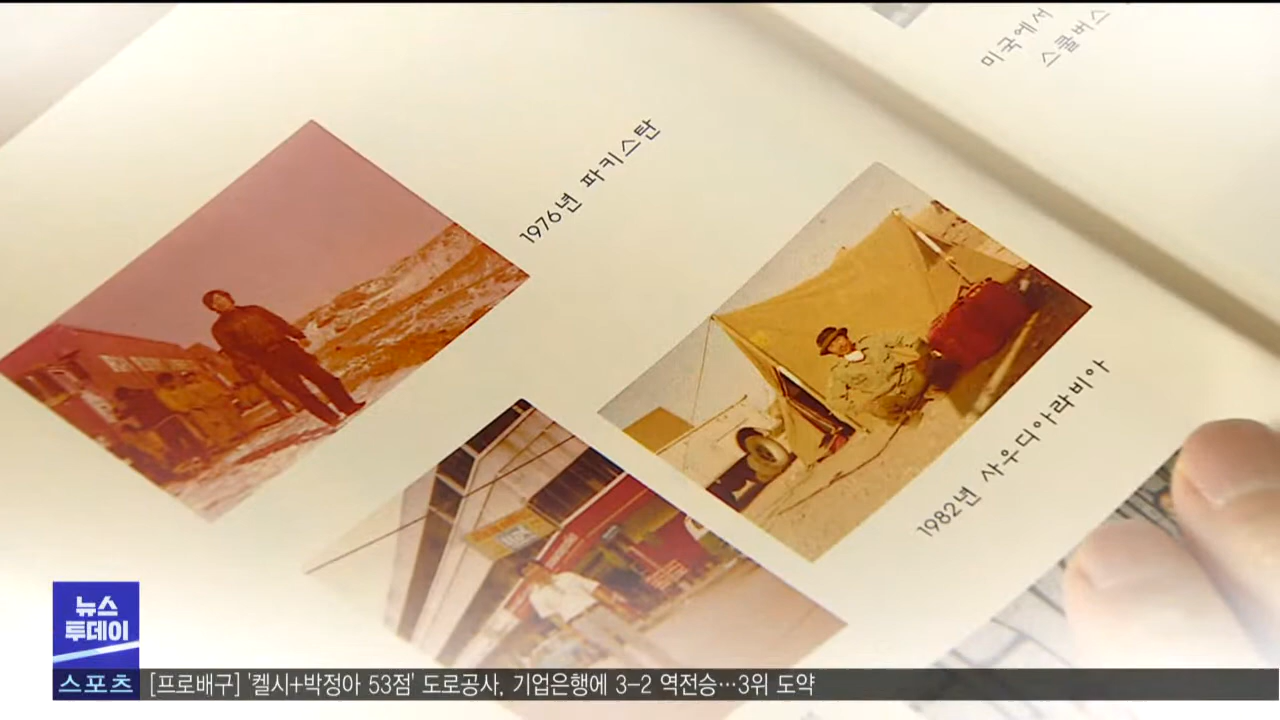 미국에서
스쿨버스
1976년 파키스탄
1982년 사우디아라비아
뉴스
투데이
스포츠 [프로배구] '켈시+박정아 53점' 도로공사, 기업은행에 3-2 역전승…3위 도약